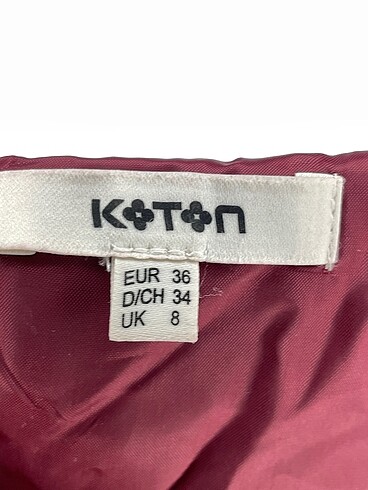 KOTON
EUR 36
D/CH 34
UK 8